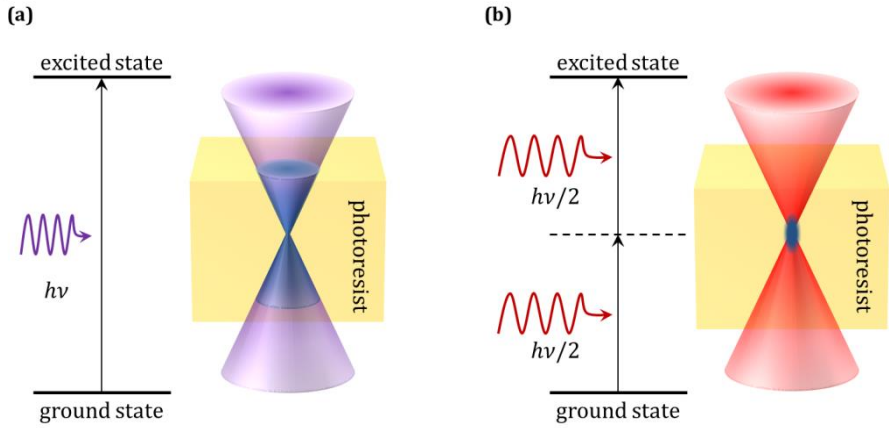 (a)
excited state
hν
photoresist
ground state
(b)
excited state
hν/2
hν/2
photoresist
ground state